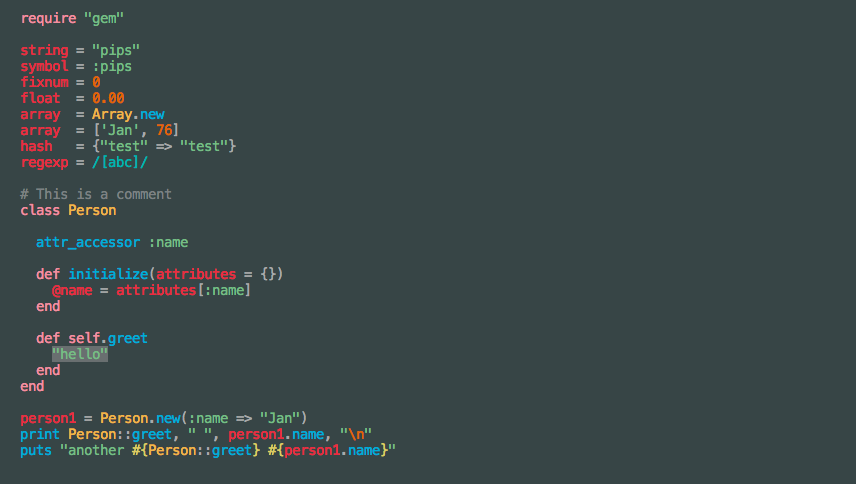 require "gem"
string = "pips"
symbol = :pips
fixnum = 0
float  = 0.00
array  = Array.new
array  = ['Jan', 76]
hash   = {"test" => "test"}
regexp = /[abc]/
# This is a comment
class Person
  attr_accessor :name
  def initialize(attributes = {})
    @name = attributes[:name]
  end
  def self.greet
    "hello"
  end
end
person1 = Person.new(:name => "Jan")
print Person::greet, " ", person1.name, "\n"
puts "another #{Person::greet} #{person1.name}"